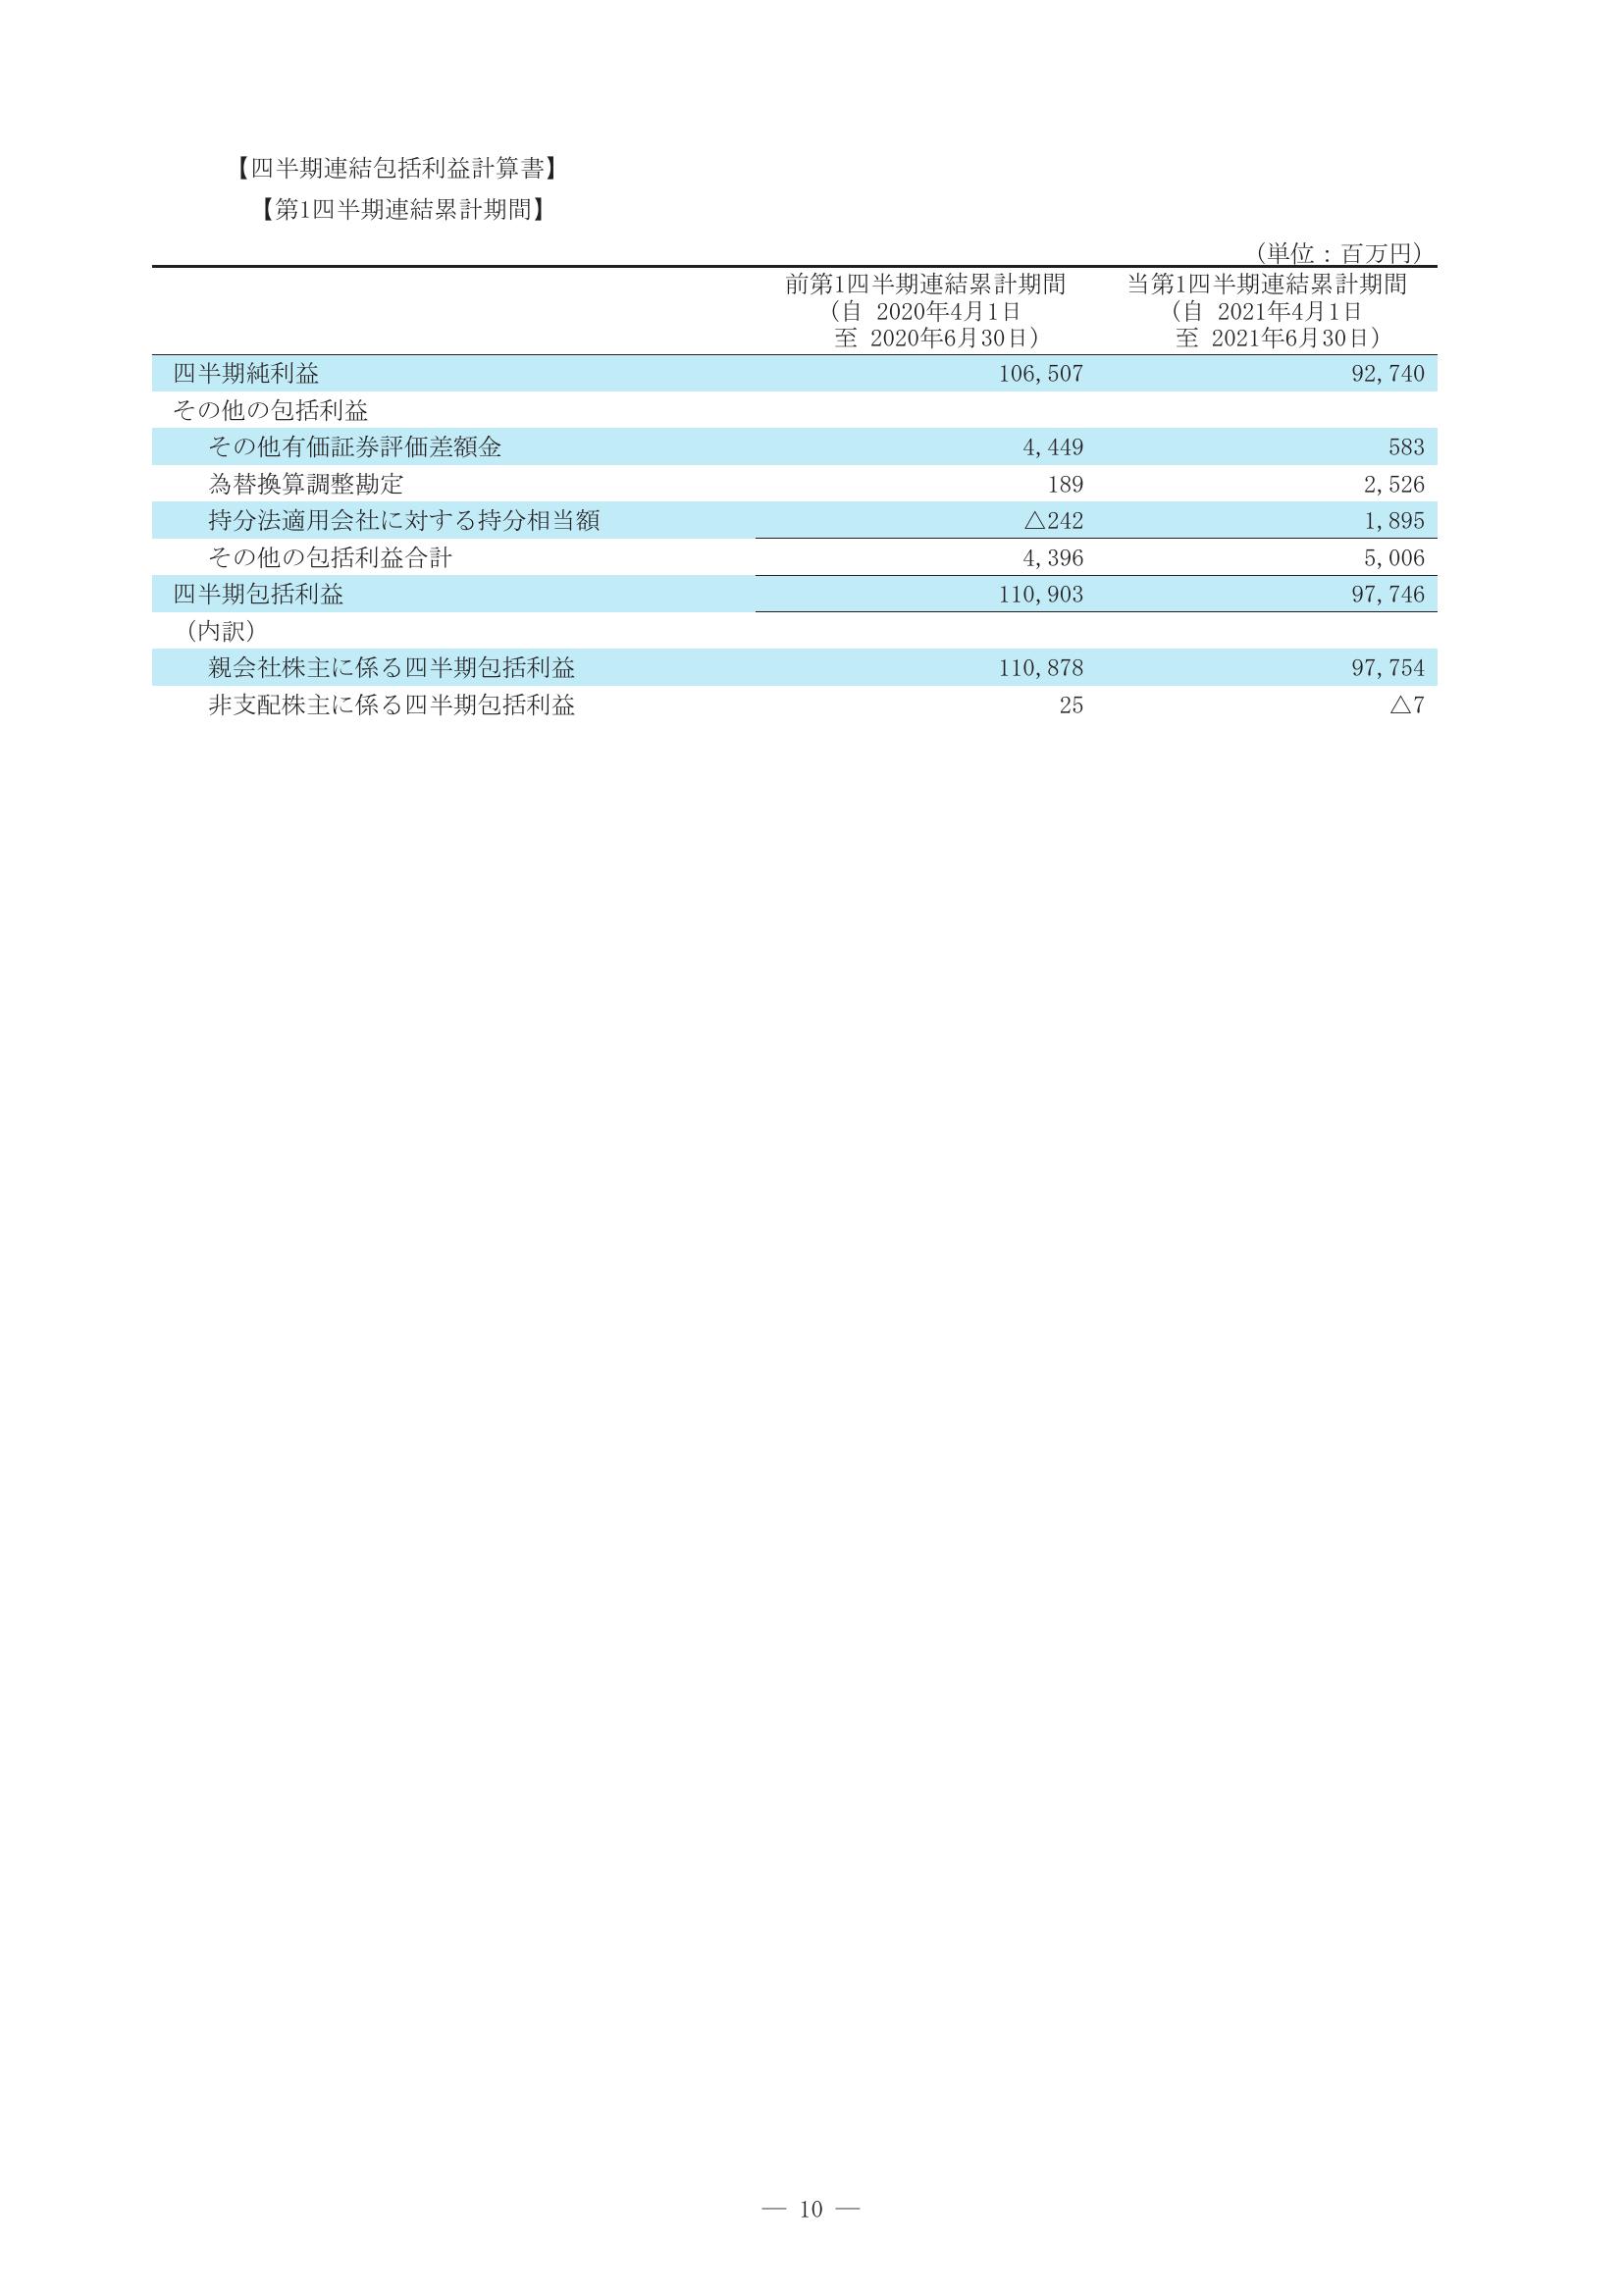 【四半期連結包括利益計算書】
【第1四半期連結累計期間】
（単位：百万円）
前第1四半期連結累計期間 当第1四半期連結累計期間
（自 2020年4月1日 （自 2021年4月1日
至 2020年6月30日） 至 2021年6月30日）
四半期純利益 106,507 92,740
その他の包括利益
その他有価証券評価差額金 4,449 583
為替換算調整勘定 189 2,526
持分法適用会社に対する持分相当額 △242 1,895
その他の包括利益合計 4,396 5,006
四半期包括利益 110,903 97,746
（内訳）
親会社株主に係る四半期包括利益 110,878 97,754
非支配株主に係る四半期包括利益 25 △7
― 10 ―